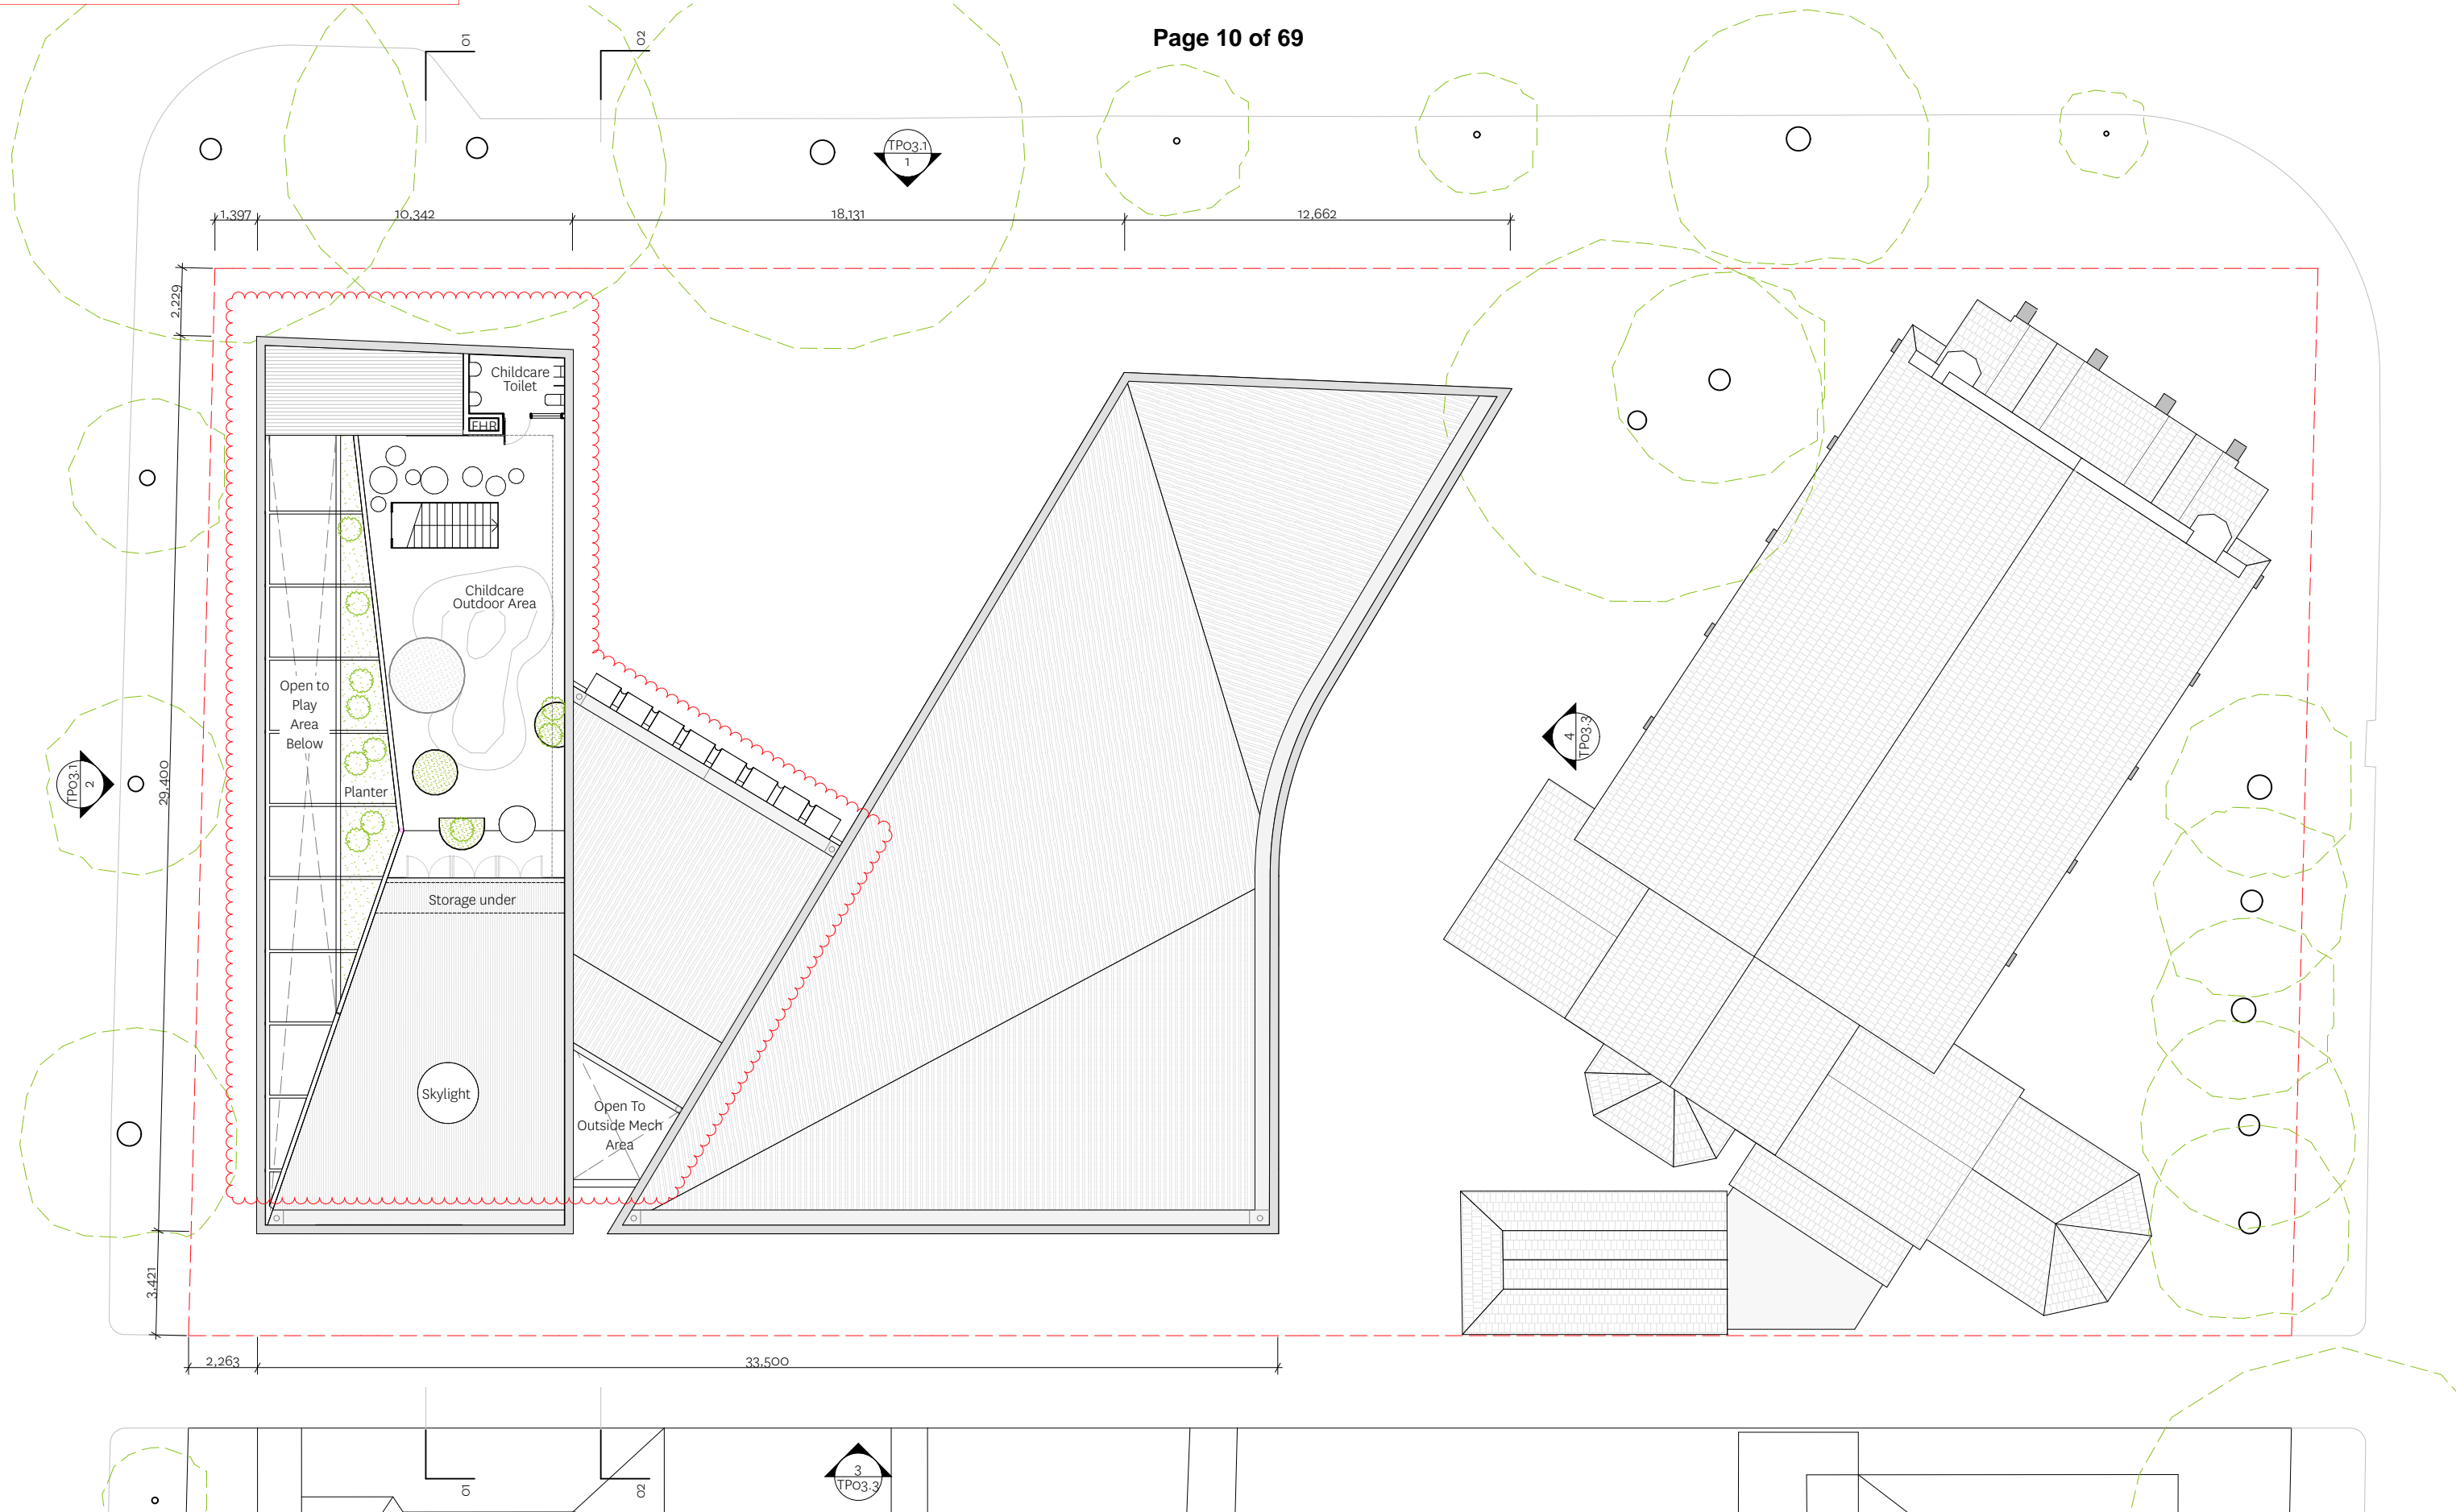 Page 10 of 69
01
02
TP03.1
1
1,397
10,342
18,131
12,662
2,229
Childcare
Toilet
FHR
Childcare
Outdoor Area
Open to
Play
Area
Below
TP03.3
4
TP03.1
2
29,400
Planter
Storage under
Skylight
Open To
Outside Mech
Area
3,421
2,263
33,500
3
TP03.3
01
02